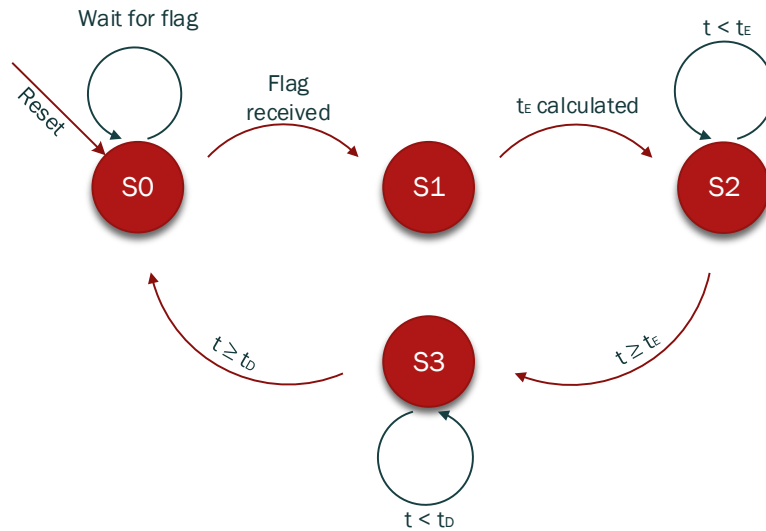 Wait for flag
t < tE
Reset
Flag
received
tE calculated
S0
S1
S2
t ≥ tD
S3
t ≥ tE
t < tD